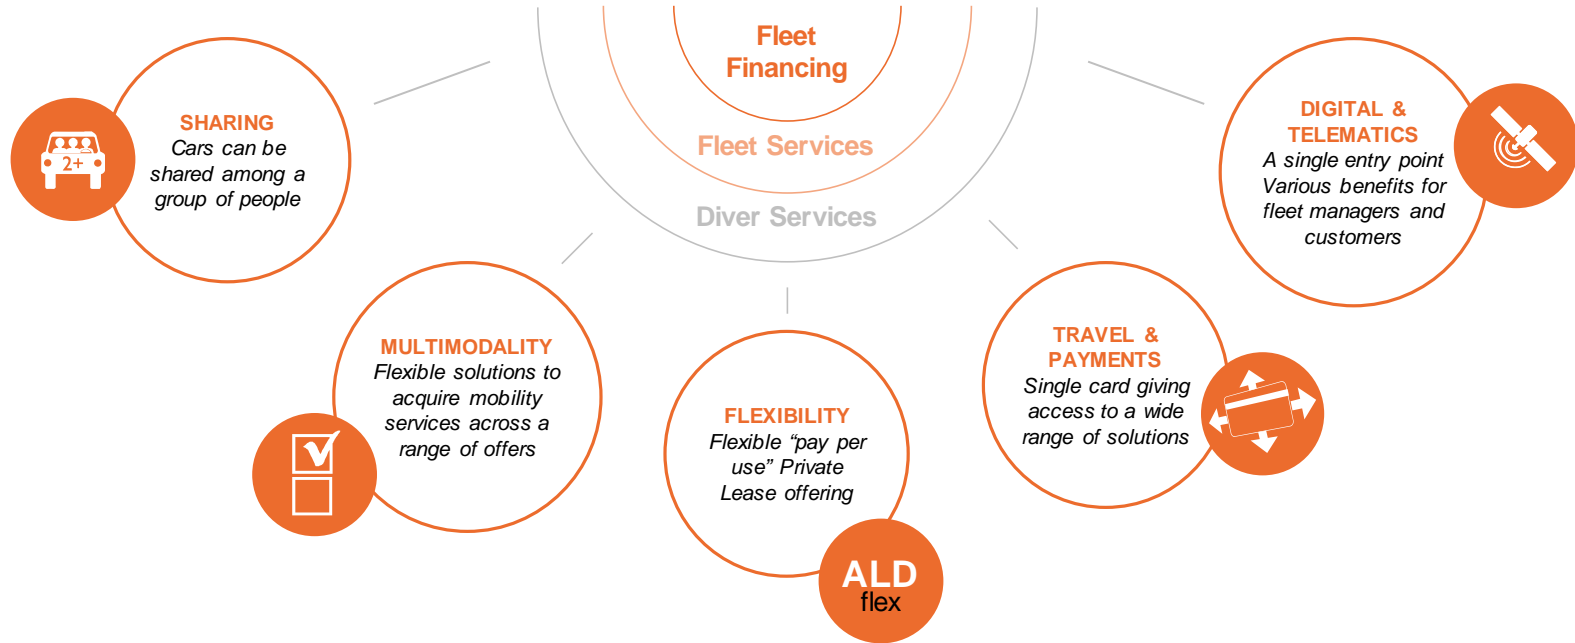 Fleet
Financing
Fleet Services
Diver Services
SHARING
Cars can be
shared among a
group of people
2+
MULTIMODALITY
Flexible solutions to
acquire mobility
services across a
range of offers
FLEXIBILITY
Flexible “pay per
use” Private
Lease offering
ALD
flex
TRAVEL &
PAYMENTS
Single card giving
access to a wide
range of solutions
DIGITAL &
TELEMATICS
A single entry point
Various benefits for
fleet managers and
customers